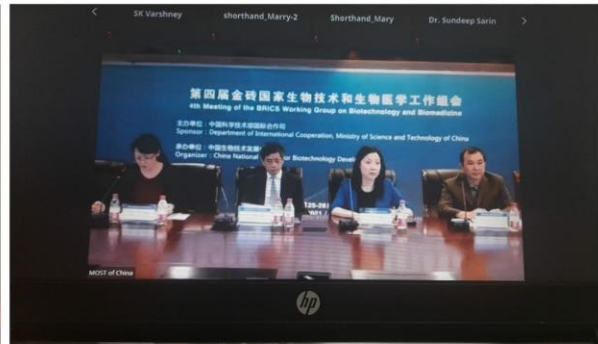 SK Varshney
shorthand_Marry-2
Shorthand_Mary
Dr. Sundeep Sarin
第四届金砖国家生物技术和生物医学工作组会
4th Meeting of the BRICS Working Group on Biotechnology and Biomedicine
主办单位：中国科学技术部国际合作司
Sponsor : Department of International Cooperation, Ministry of Science and Technology of China
承办单位：中国生物技术发展
Organizer : China National for Biotechnology Devel
MOST of China
hp